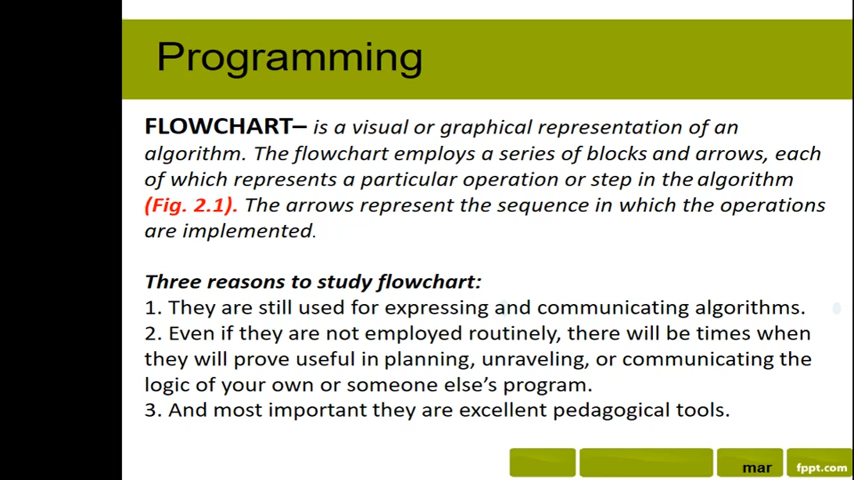 Programming
FLOWCHART– is a visual or graphical representation of an
algorithm. The flowchart employs a series of blocks and arrows, each
of which represents a particular operation or step in the algorithm
(Fig. 2.1). The arrows represent the sequence in which the operations
are implemented.
Three reasons to study flowchart:
1. They are still used for expressing and communicating algorithms.
2. Even if they are not employed routinely, there will be times when
they will prove useful in planning, unraveling, or communicating the
logic of your own or someone else's program.
3. And most important they are excellent pedagogical tools.
mar
fppt.com